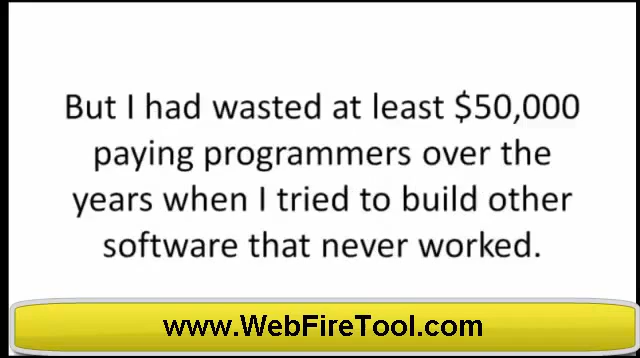 But I had wasted at least $50,000
paying programmers over the
years when I tried to build other
software that never worked.
www.WebFireTool.com